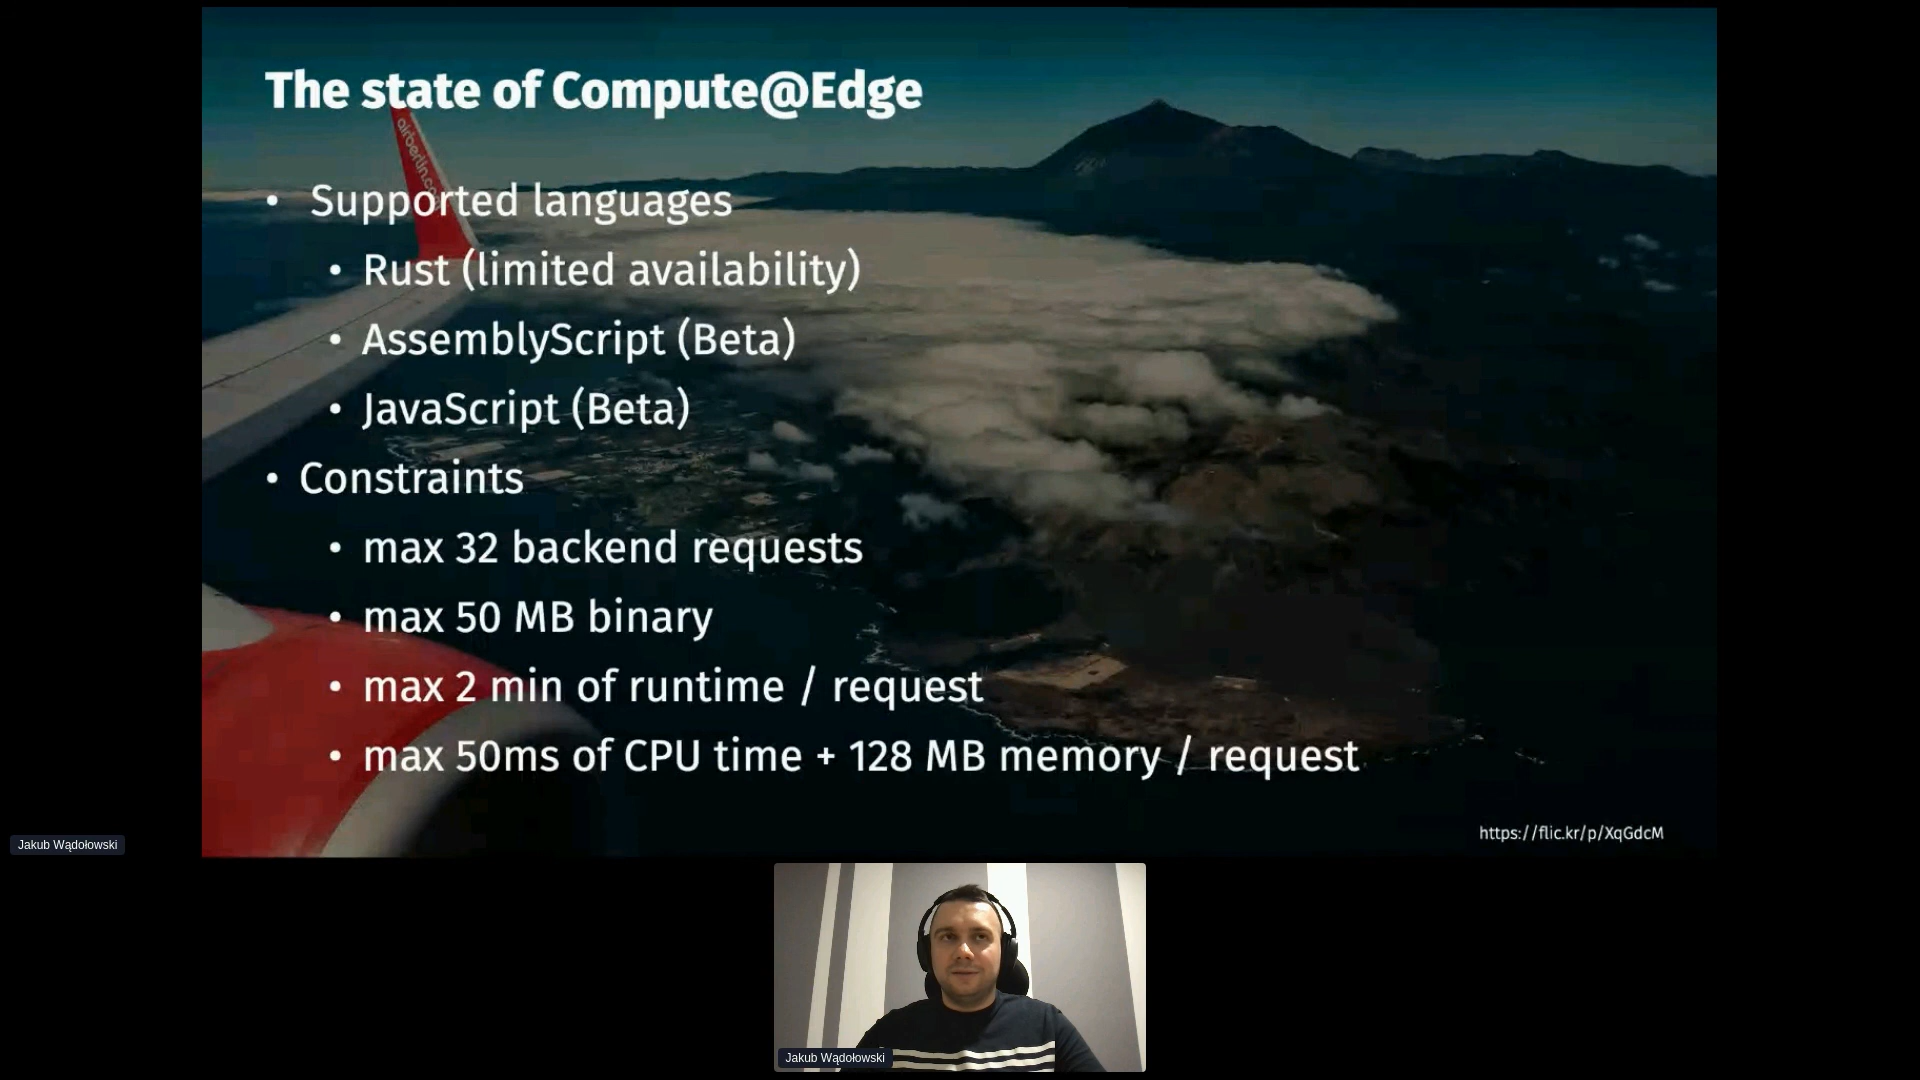 The state of Compute@Edge
airberlin.co
• Supported languages
• Rust (limited availability)
• AssemblyScript (Beta)
• JavaScript (Beta)
• Constraints
• max 32 backend requests
• max 50 MB binary
• max 2 min of runtime / request
• max 50ms of CPU time + 128 MB memory / request
https://flic.kr/p/XqGdcM
Jakub Wądołowski
Jakub Wądołowski